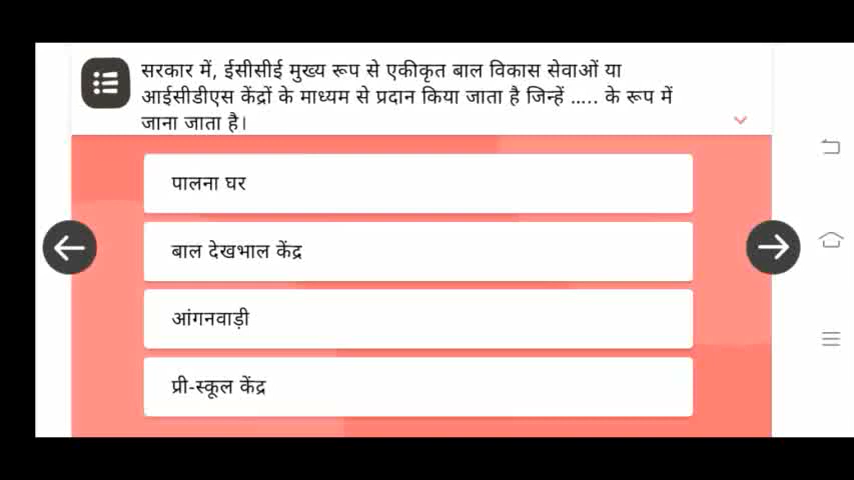 सरकार में, ईसीसीई मुख्य रूप से एकीकृत बाल विकास सेवाओं या
आईसीडीएस केंद्रों के माध्यम से प्रदान किया जाता है जिन्हें ..... के रूप में
जाना जाता है।
पालना घर
बाल देखभाल केंद्र
आंगनवाड़ी
प्री-स्कूल केंद्र